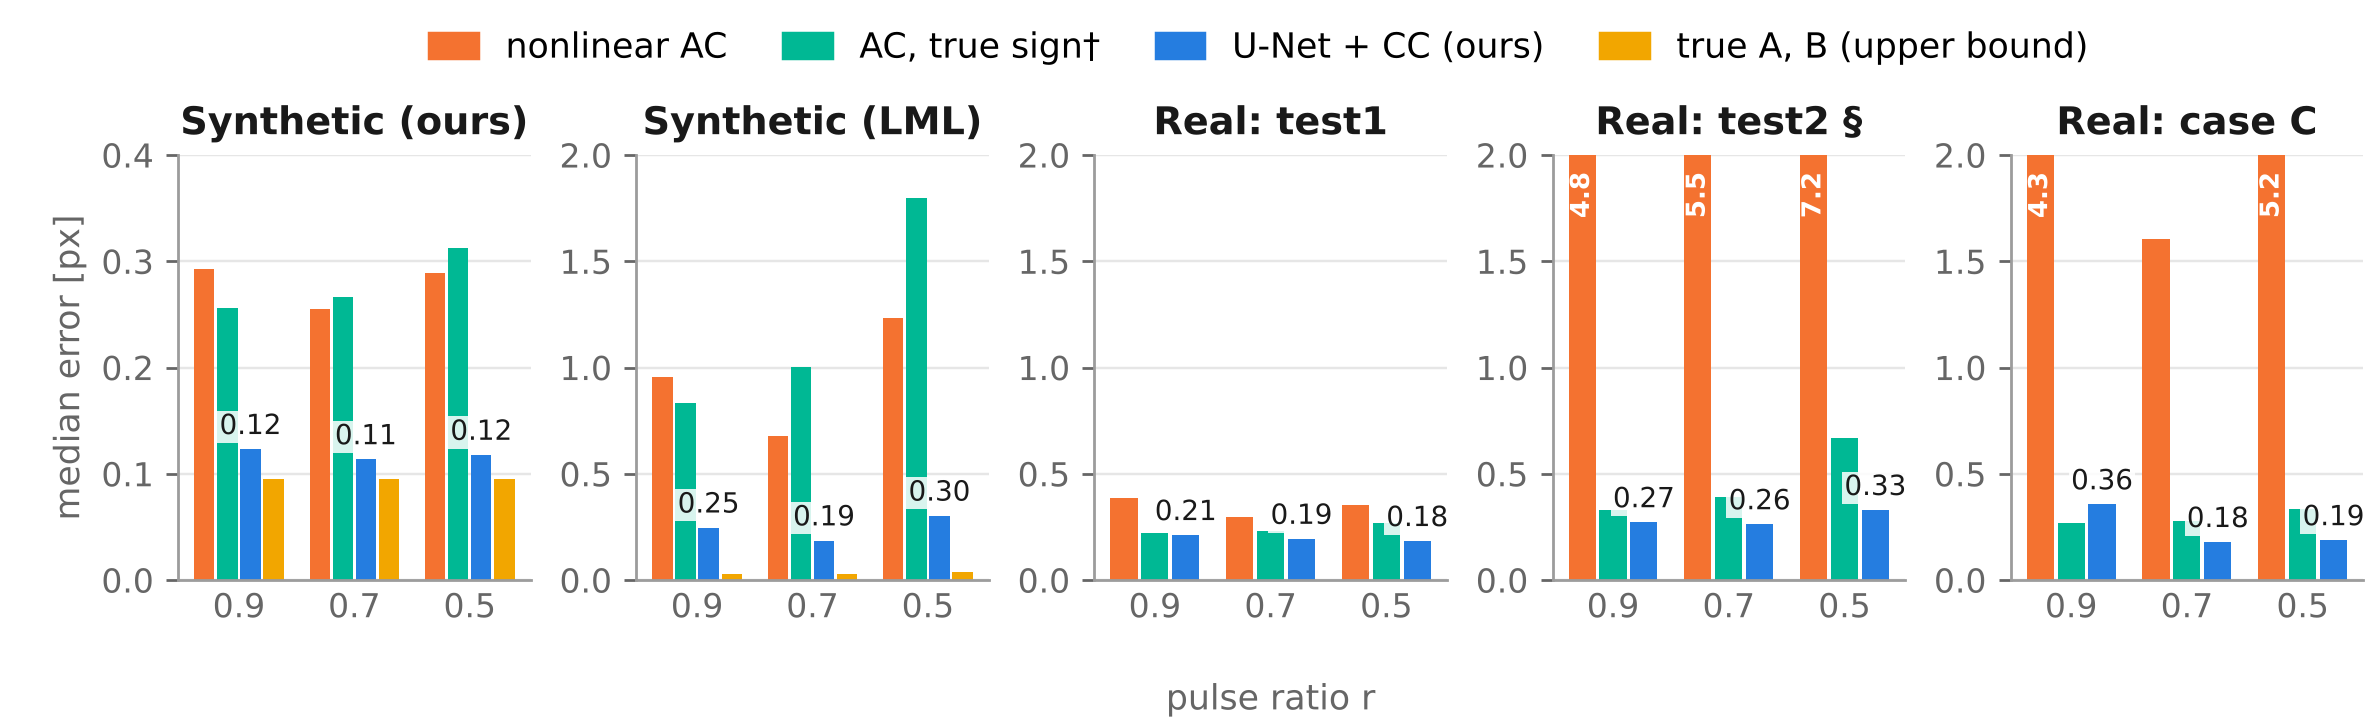 nonlinear AC AC, true sign† U-Net + CC (ours) true A, B (upper bound)
Synthetic (ours) Synthetic (LML) Real: test1 Real: test2 § Real: case C
median error [px]
0.4
0.3
0.2
0.1
0.0
0.12 0.11 0.12
0.9 0.7 0.5
2.0
1.5
1.0
0.5
0.0
0.25 0.19 0.30
0.9 0.7 0.5
2.0
1.5
1.0
0.5
0.0
0.21 0.19 0.18
0.9 0.7 0.5
2.0
1.5
1.0
0.5
0.0
4.8 5.5 7.2
0.27 0.26 0.33
0.9 0.7 0.5
2.0
1.5
1.0
0.5
0.0
4.3 5.2
0.36 0.18 0.19
0.9 0.7 0.5
pulse ratio r